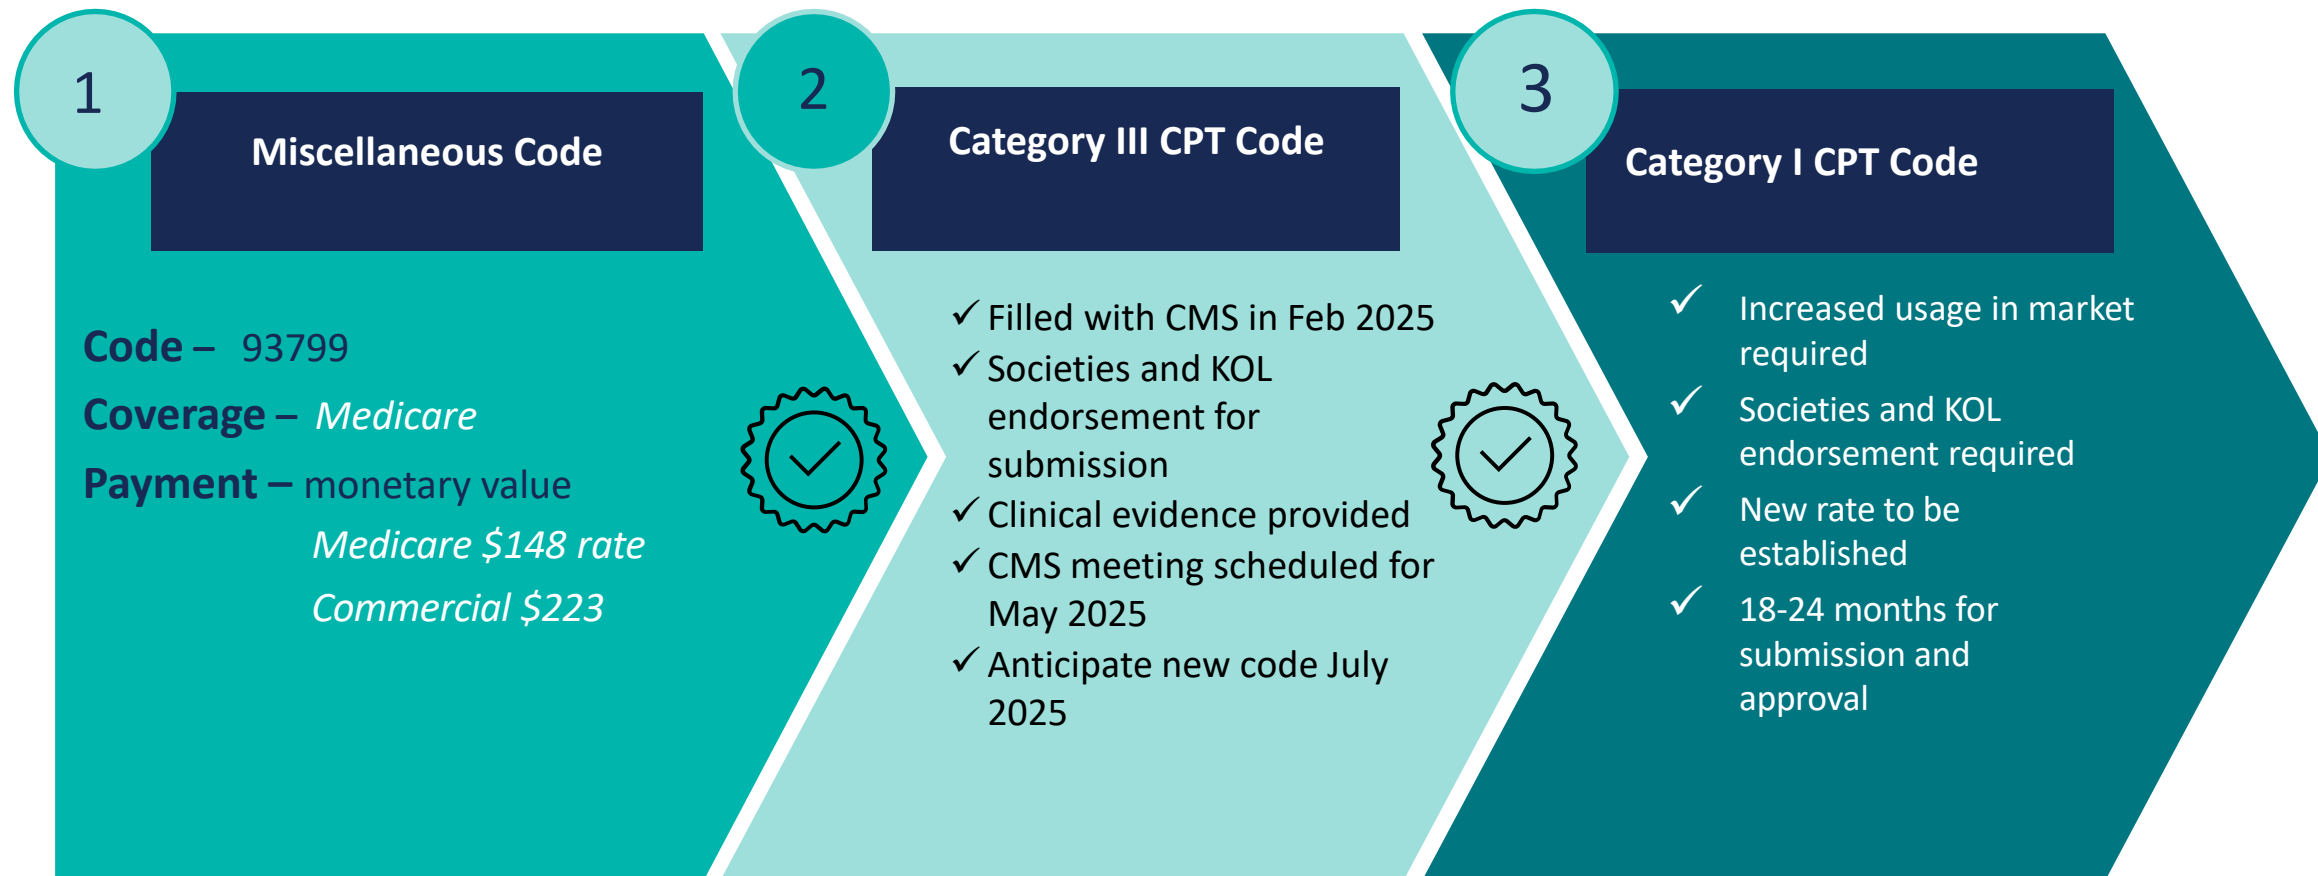 1
Miscellaneous Code
Code – 93799
Coverage – Medicare
Payment – monetary value
Medicare $148 rate
Commercial $223
2
Category III CPT Code
✓ Filled with CMS in Feb 2025
✓ Societies and KOL
endorsement for
submission
✓ Clinical evidence provided
✓ CMS meeting scheduled for
May 2025
✓ Anticipate new code July
2025
3
Category I CPT Code
✓ Increased usage in market
required
✓ Societies and KOL
endorsement required
✓ New rate to be
established
✓ 18-24 months for
submission and
approval